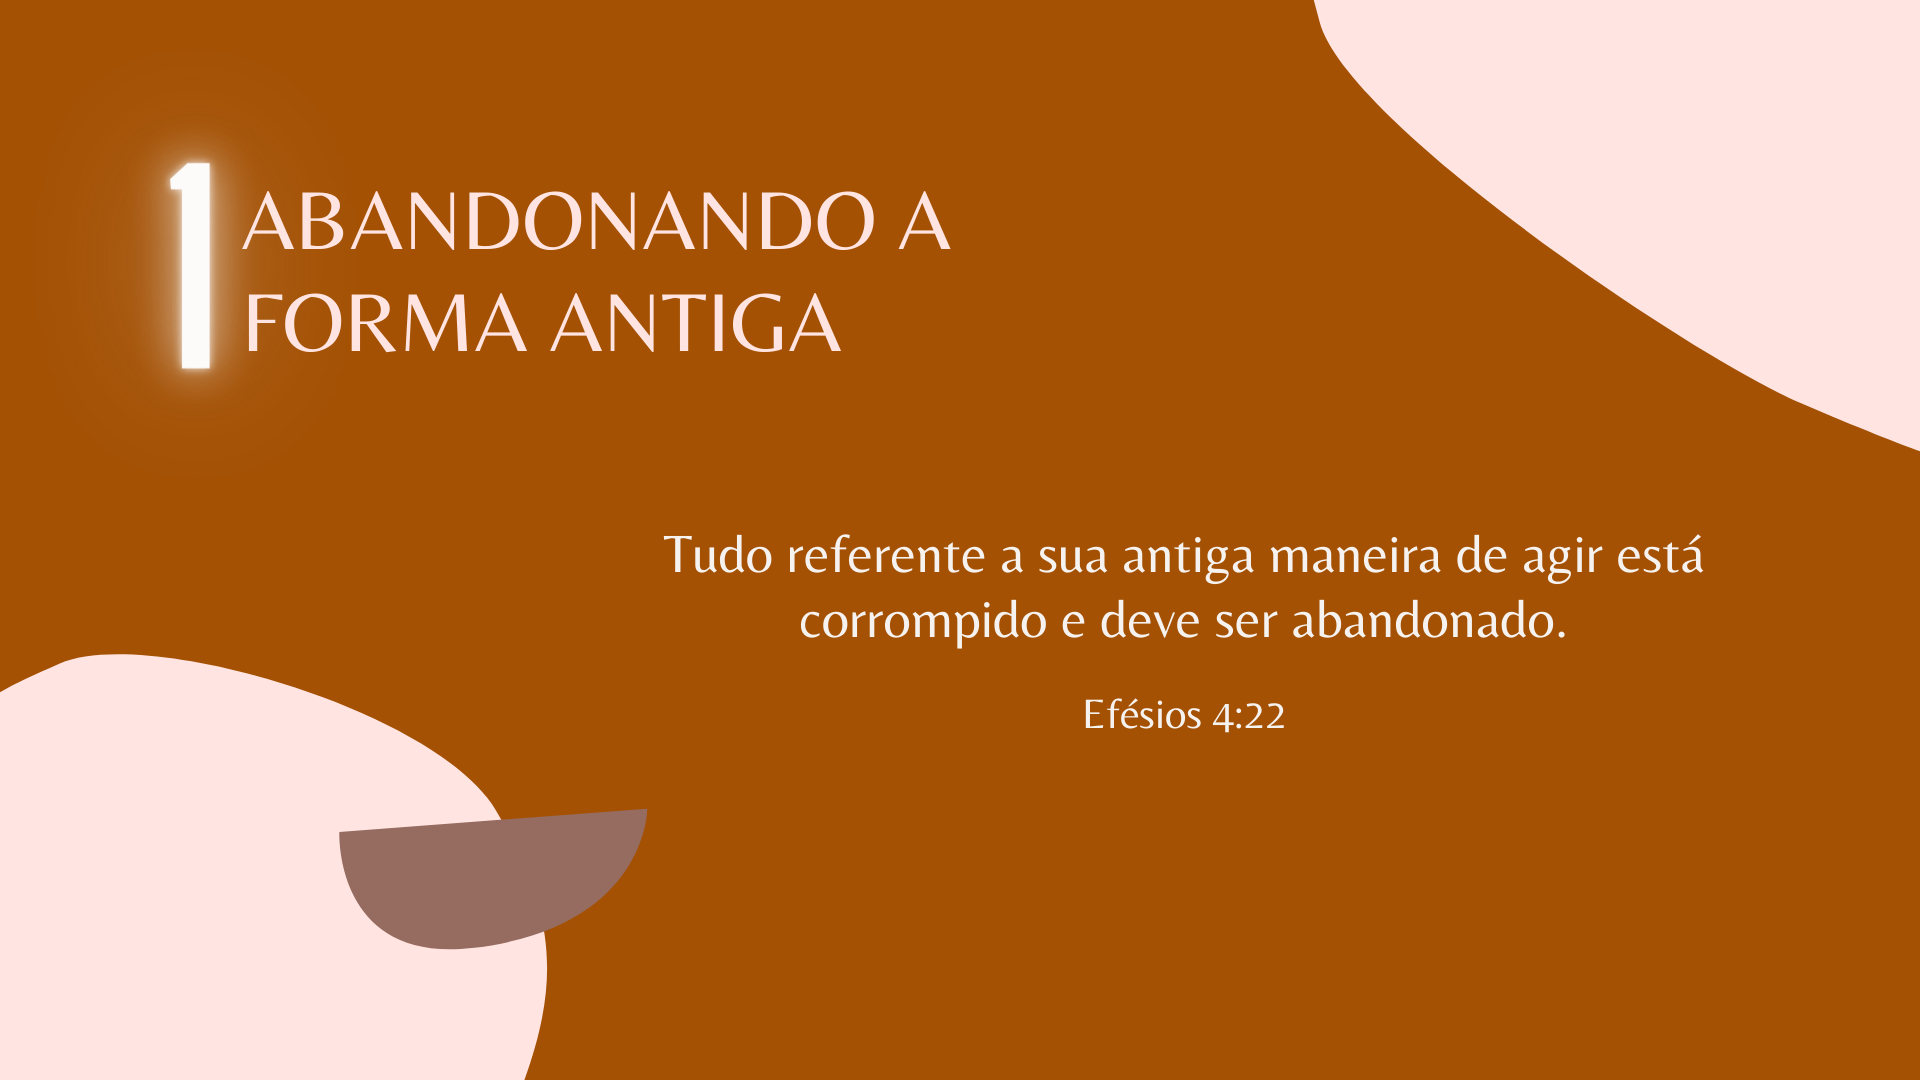 1
ABANDONANDO A
FORMA ANTIGA
Tudo referente a sua antiga maneira de agir está
corrompido e deve ser abandonado.
Efésios 4:22